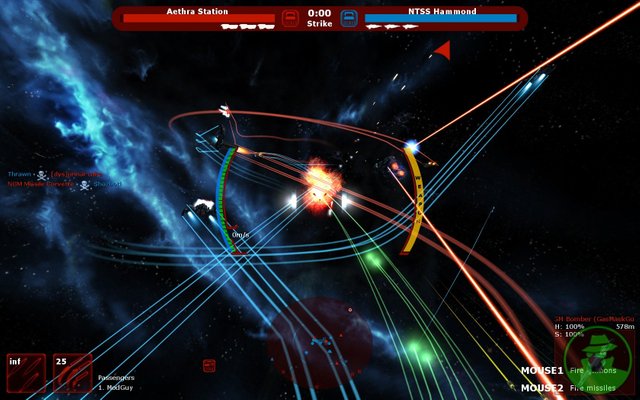 Aethra Station
0:00
Strike
NTSS Hammond
Thrawn
NOM Missile Corvette
0m/s
inf
25
Passengers
1. ModGuy
H: 100% 578m
S: 100%
MOUSE1 Fire
MOUSE2 Fire missiles